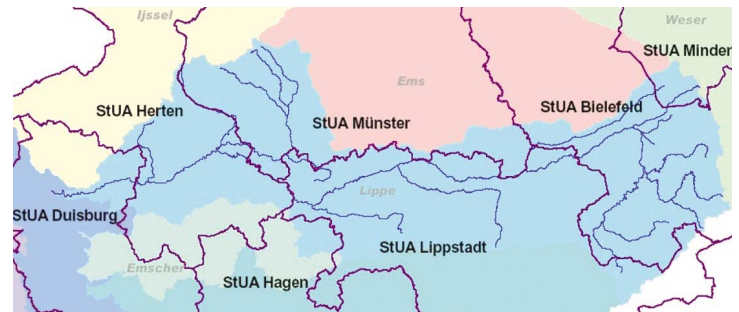 Ijssel
Weser
StUA Minden
Ems
StUA Herten
StUA Bielefeld
StUA Münster
Lippe
StUA Duisburg
StUA Lippstadt
Emscher
StUA Hagen